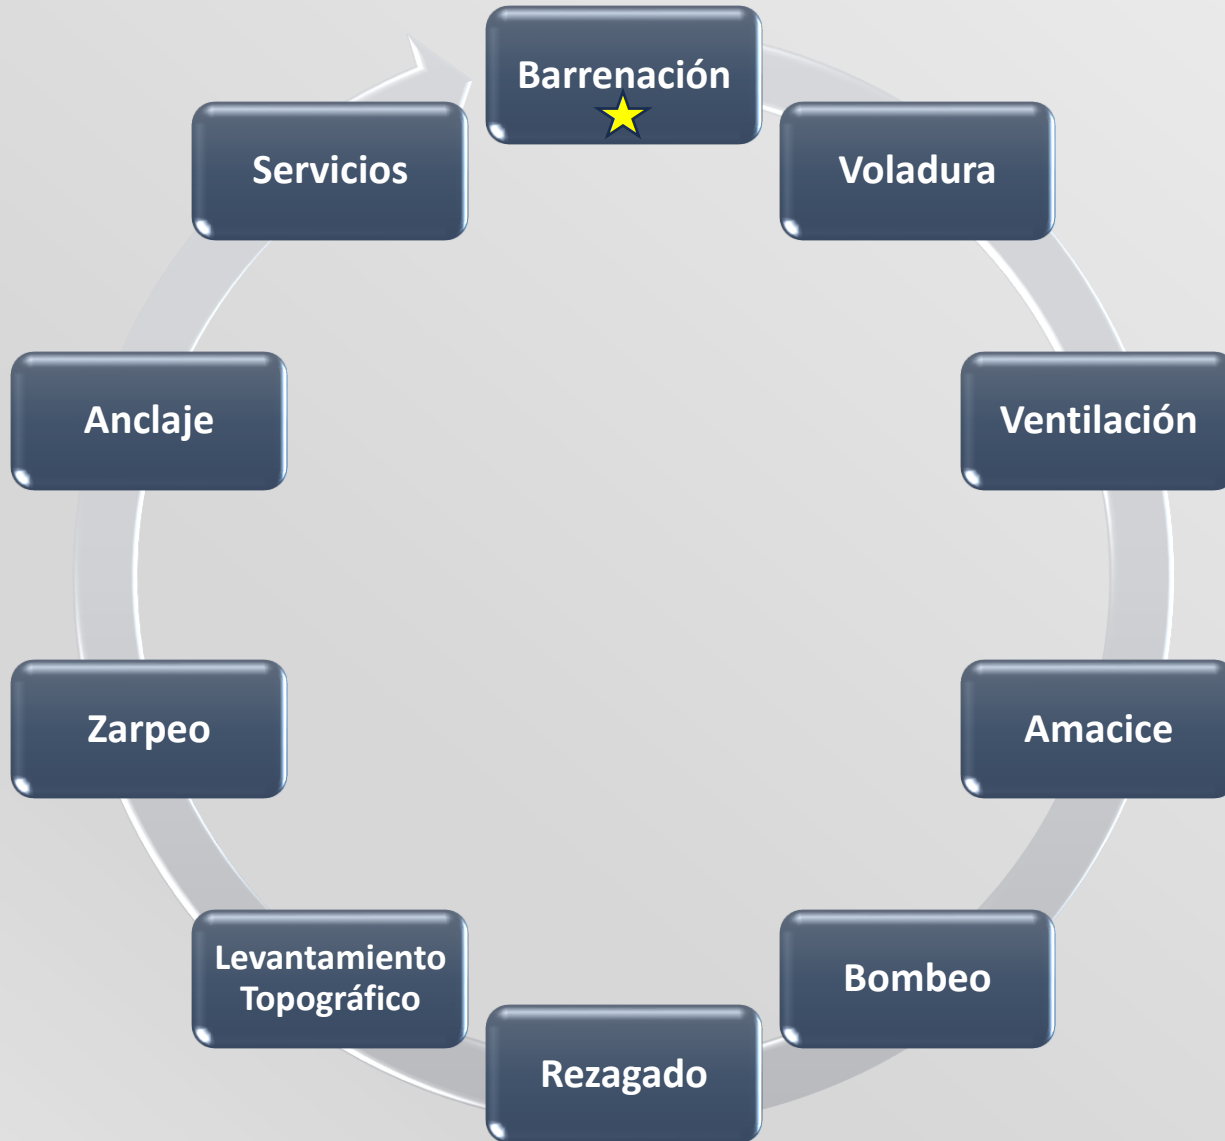 Barrenación
Voladura
Ventilación
Amacice
Bombeo
Rezagado
Levantamiento
Topográfico
Zarpeo
Anclaje
Servicios